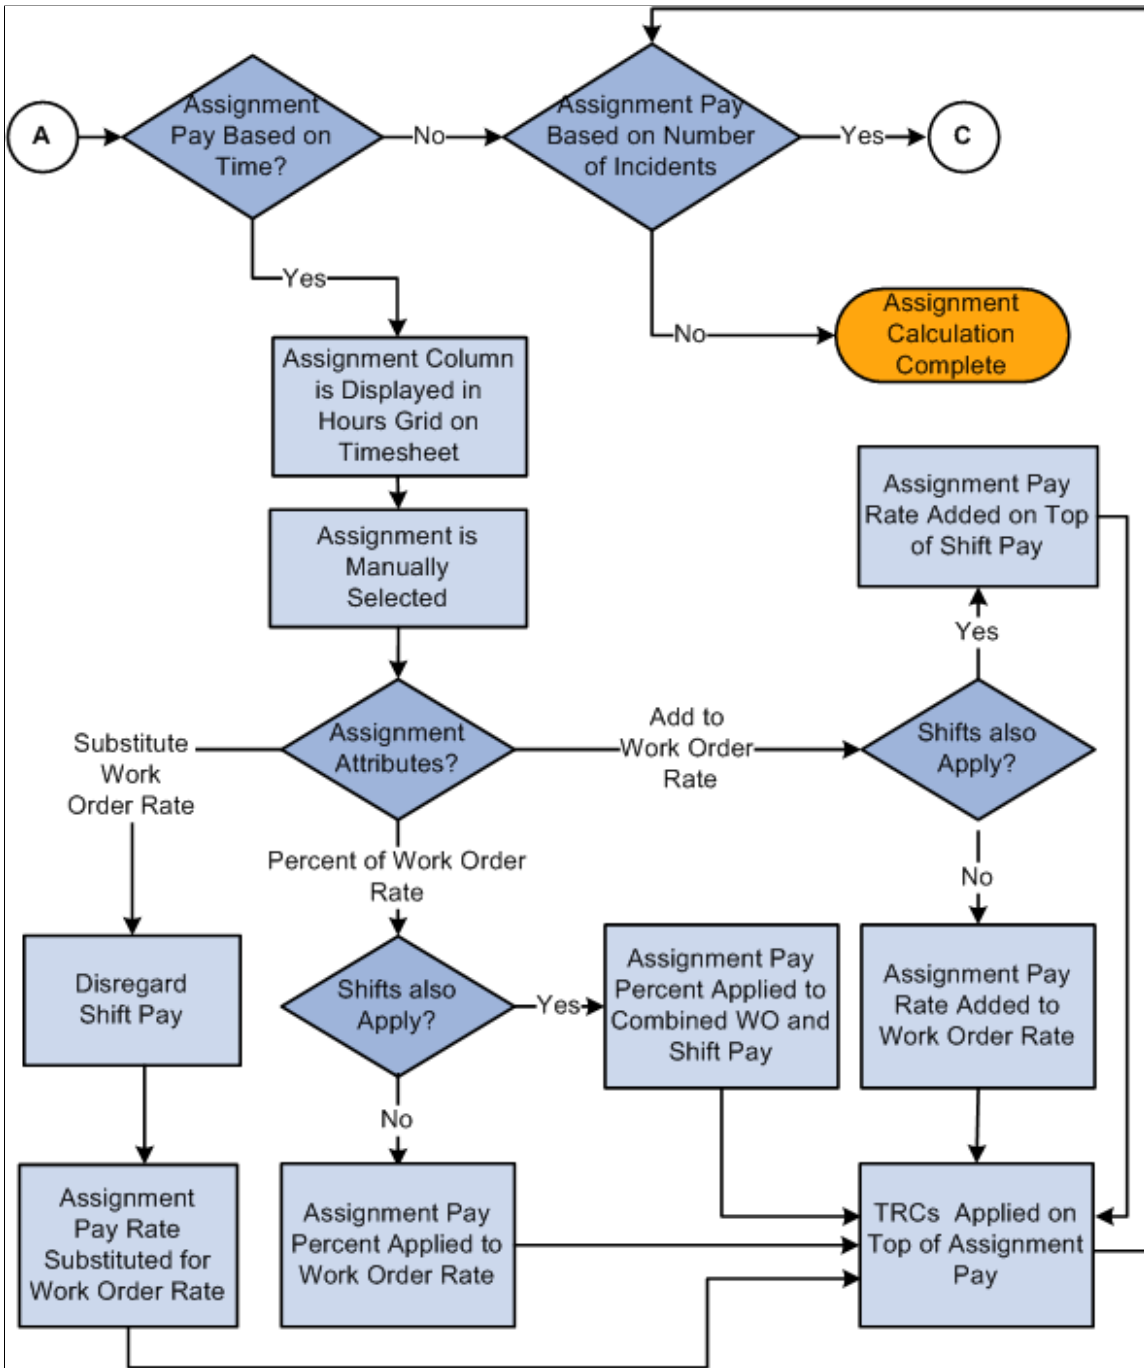 A
Assignment
Pay Based on
Time?
No
Assignment Pay
Based on Number
of Incidents
Yes
C
Yes
No
Assignment
Calculation
Complete
Assignment Column
is Displayed in
Hours Grid on
Timesheet
Assignment is
Manually
Selected
Assignment Pay
Rate Added on Top
of Shift Pay
Yes
Assignment
Attributes?
Substitute
Work
Order Rate
Add to
Work Order
Rate
Shifts also
Apply?
Percent of Work Order
Rate
No
Disregard
Shift Pay
Shifts also
Apply?
Yes
Assignment Pay
Percent Applied to
Combined WO and
Shift Pay
Assignment Pay
Rate Added to
Work Order Rate
No
Assignment
Pay Rate
Substituted for
Work Order Rate
Assignment Pay
Percent Applied to
Work Order Rate
TRCs Applied on
Top of Assignment
Pay